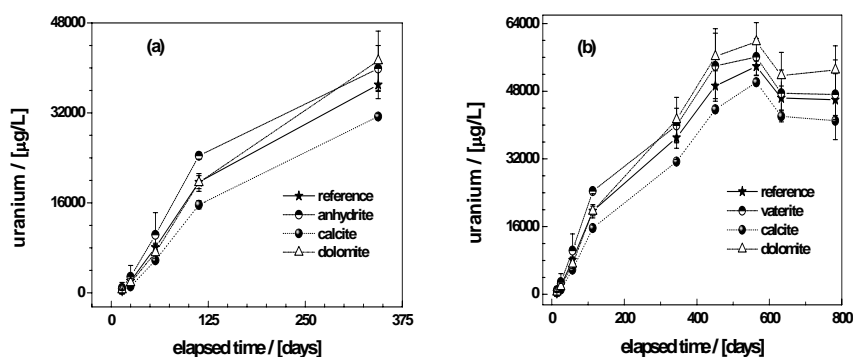 (a)
uranium / [µg/L]
48000
32000
16000
0
0
125
250
375
elapsed time / [days]
reference
anhydrite
calcite
dolomite
(b)
uranium / [µg/L]
64000
48000
32000
16000
0
0
200
400
600
800
elapsed time / [days]
reference
vaterite
calcite
dolomite